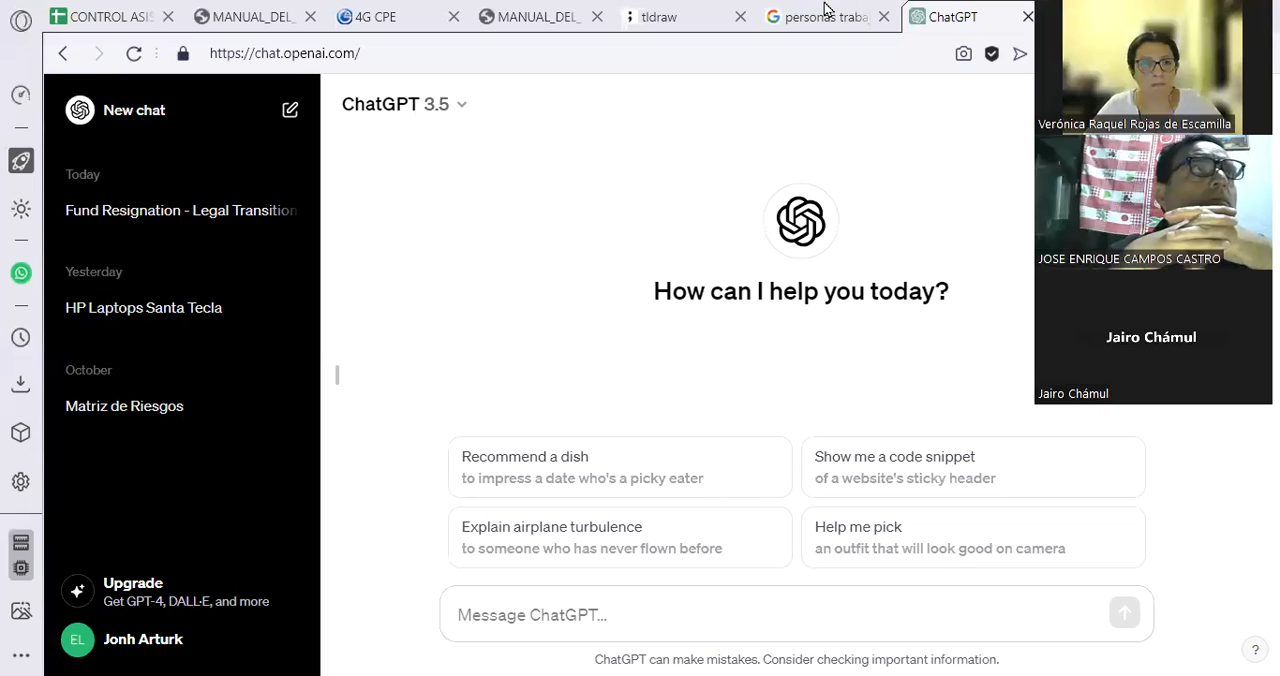 CONTROL ASIS
MANUAL_DEL_
4G CPE
MANUAL_DEL_
tldraw
personas traba
ChatGPT
https://chat.openai.com/
New chat
ChatGPT 3.5
Today
Fund Resignation - Legal Transition
Yesterday
HP Laptops Santa Tecla
October
Matriz de Riesgos
Upgrade
Get GPT-4, DALL·E, and more
EL
Jonh Arturk
How can I help you today?
Recommend a dish
to impress a date who's a picky eater
Show me a code snippet
of a website's sticky header
Explain airplane turbulence
to someone who has never flown before
Help me pick
an outfit that will look good on camera
Message ChatGPT...
ChatGPT can make mistakes. Consider checking important information.
?
Verónica Raquel Rojas de Escamilla
JOSE ENRIQUE CAMPOS CASTRO
Jairo Chámul
Jairo Chámul